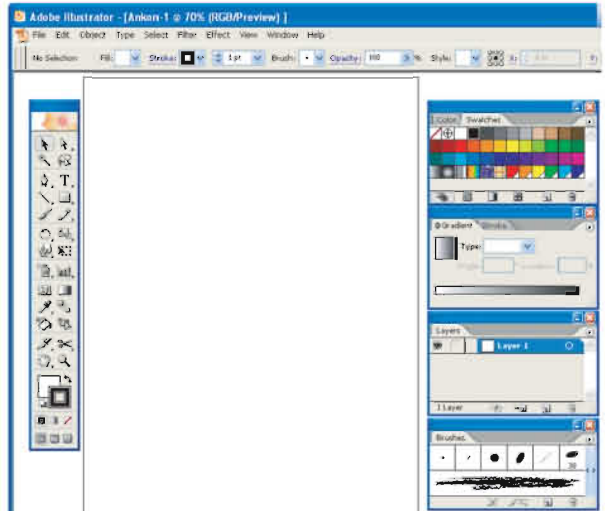 Adobe Illustrator - [Ankon-1 @ 70% (RGB/Preview) ]
File Edit Object Type Select Filter Effect View Window Help
No Selection Fill: Stroke: 1 pt Brush: Opacity: 100 % Style: X:
Color Swatches
Gradient Stroke
Type:
Layers
Layer 1
1 Layer
Brushes